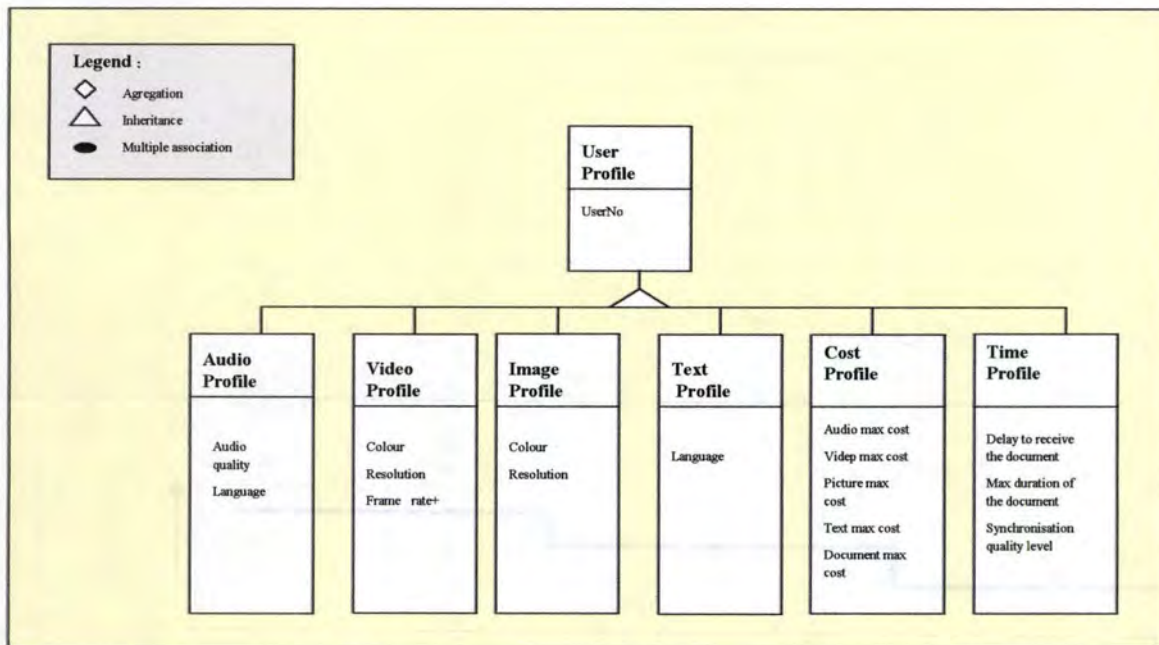 Legend :
Agregation
Inheritance
Multiple association
User
Profile
UserNo
Audio
Profile
Audio
quality
Language
Video
Profile
Colour
Resolution
Frame rate+
Image
Profile
Colour
Resolution
Text
Profile
Language
Cost
Profile
Audio max cost
Videp max cost
Picture max
cost
Text max cost
Document max
cost
Time
Profile
Delay to receive
the document
Max duration of
the document
Synchronisation
quality level